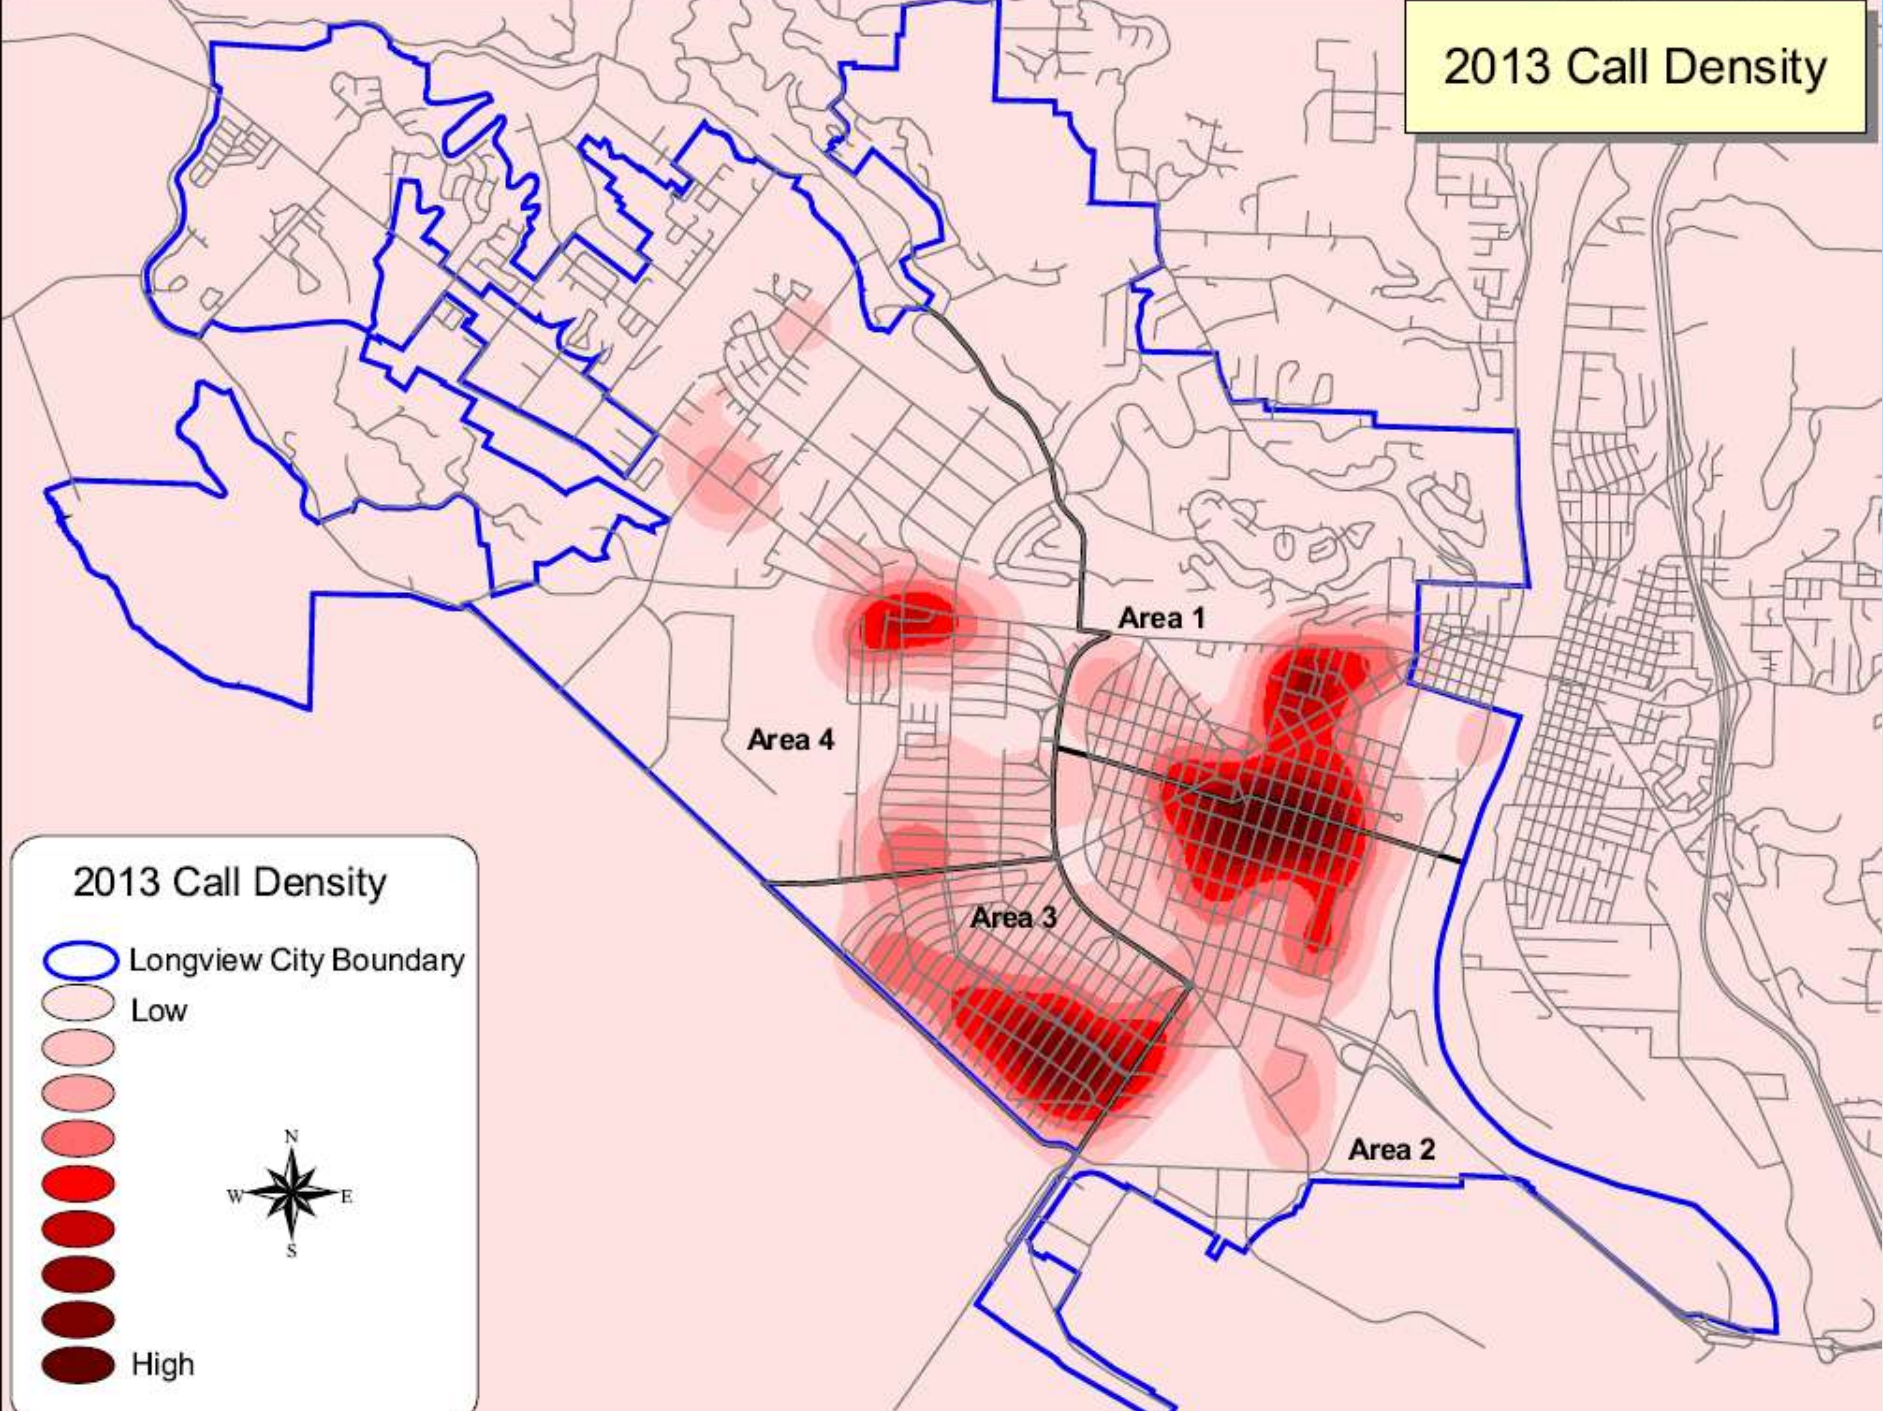 2013 Call Density
Area 1
Area 4
Area 3
Area 2
2013 Call Density
Longview City Boundary
Low
High
N
W
E
S